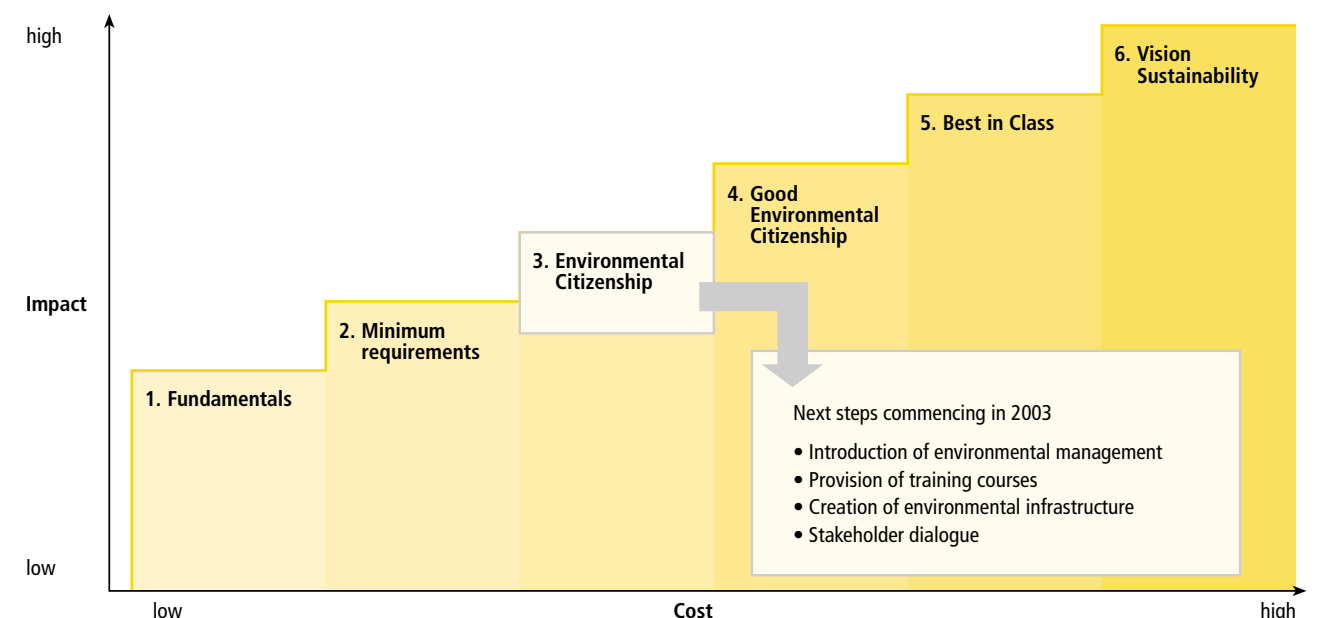 high
6. Vision
Sustainability
5. Best in Class
4. Good
Environmental
Citizenship
3. Environmental
Citizenship
Impact
2. Minimum
requirements
1. Fundamentals
Next steps commencing in 2003
• Introduction of environmental management
• Provision of training courses
• Creation of environmental infrastructure
• Stakeholder dialogue
low
low
Cost
high